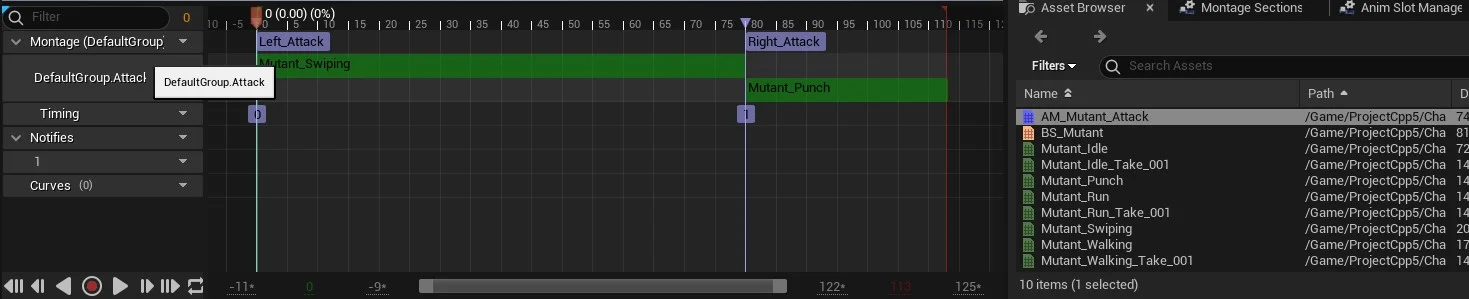 Filter
0
0 (0.00) (0%)
10 -5 0 5 10 15 20 25 30 35 40 45 50 55 60 65 70 75 80 85 90 95 100 105 110 115 120
Montage (DefaultGroup)
Left_Attack
Right_Attack
DefaultGroup.Attack
DefaultGroup.Attack
Mutant_Swiping
Mutant_Punch
Timing
0
1
Notifies
1
Curves (0)
-11*
0
-9*
122*
113
125*
Asset Browser
Montage Sections
Anim Slot Manage
Filters
Search Assets
Name
Path
D
AM_Mutant_Attack /Game/ProjectCpp5/Cha 74
BS_Mutant /Game/ProjectCpp5/Cha 81
Mutant_Idle /Game/ProjectCpp5/Cha 72
Mutant_Idle_Take_001 /Game/ProjectCpp5/Cha 14
Mutant_Punch /Game/ProjectCpp5/Cha 14
Mutant_Run /Game/ProjectCpp5/Cha 14
Mutant_Run_Take_001 /Game/ProjectCpp5/Cha 14
Mutant_Swiping /Game/ProjectCpp5/Cha 20
Mutant_Walking /Game/ProjectCpp5/Cha 17
Mutant_Walking_Take_001 /Game/ProjectCpp5/Cha 14
10 items (1 selected)